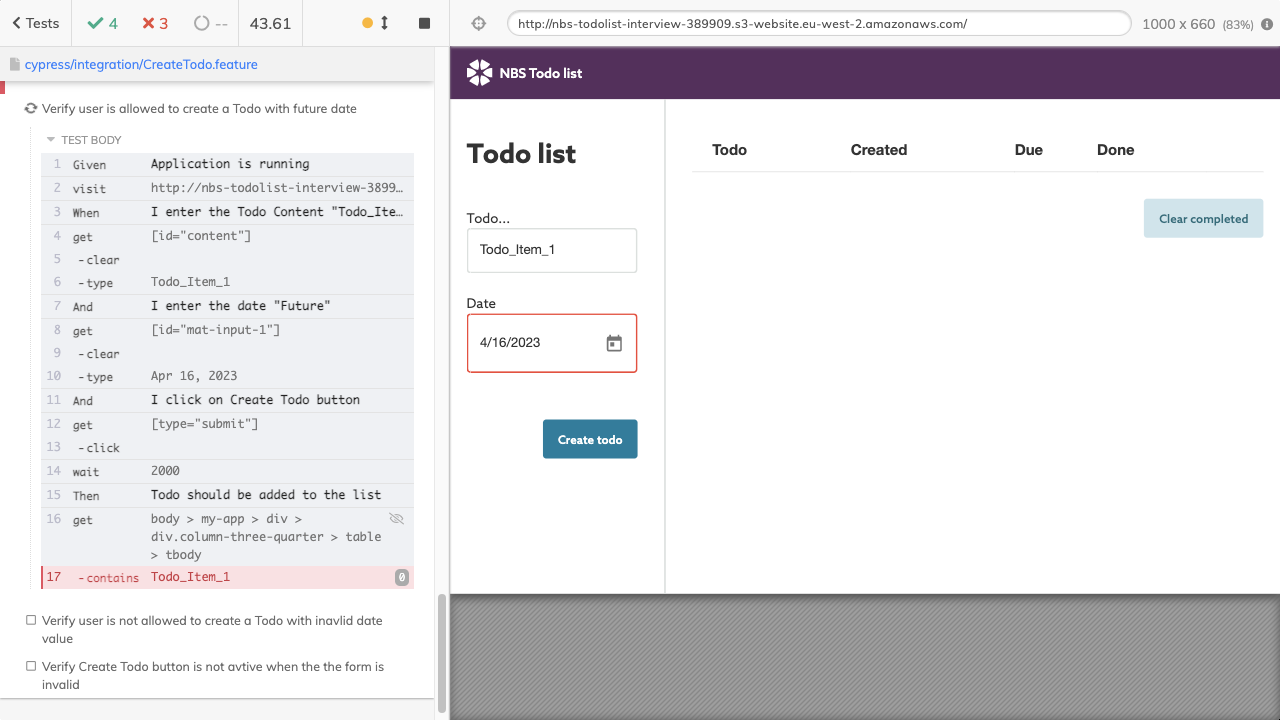 Tests
4
3
--
43.61
http://nbs-todolist-interview-389909.s3-website.eu-west-2.amazonaws.com/
1000 x 660 (83%)
cypress/integration/CreateTodo.feature
Verify user is allowed to create a Todo with future date
TEST BODY
1 Given Application is running
2 visit http://nbs-todolist-interview-3899…
3 When I enter the Todo Content "Todo_Ite…
4 get [id="content"]
5 -clear
6 -type Todo_Item_1
7 And I enter the date "Future"
8 get [id="mat-input-1"]
9 -clear
10 -type Apr 16, 2023
11 And I click on Create Todo button
12 get [type="submit"]
13 -click
14 wait 2000
15 Then Todo should be added to the list
16 get body > my-app > div >
div.column-three-quarter > table
> tbody
17 -contains Todo_Item_1 0
Verify user is not allowed to create a Todo with inavlid date
value
Verify Create Todo button is not avtive when the the form is
invalid
NBS Todo list
Todo list
Todo...
Todo_Item_1
Date
4/16/2023
Create todo
Todo Created Due Done
Clear completed